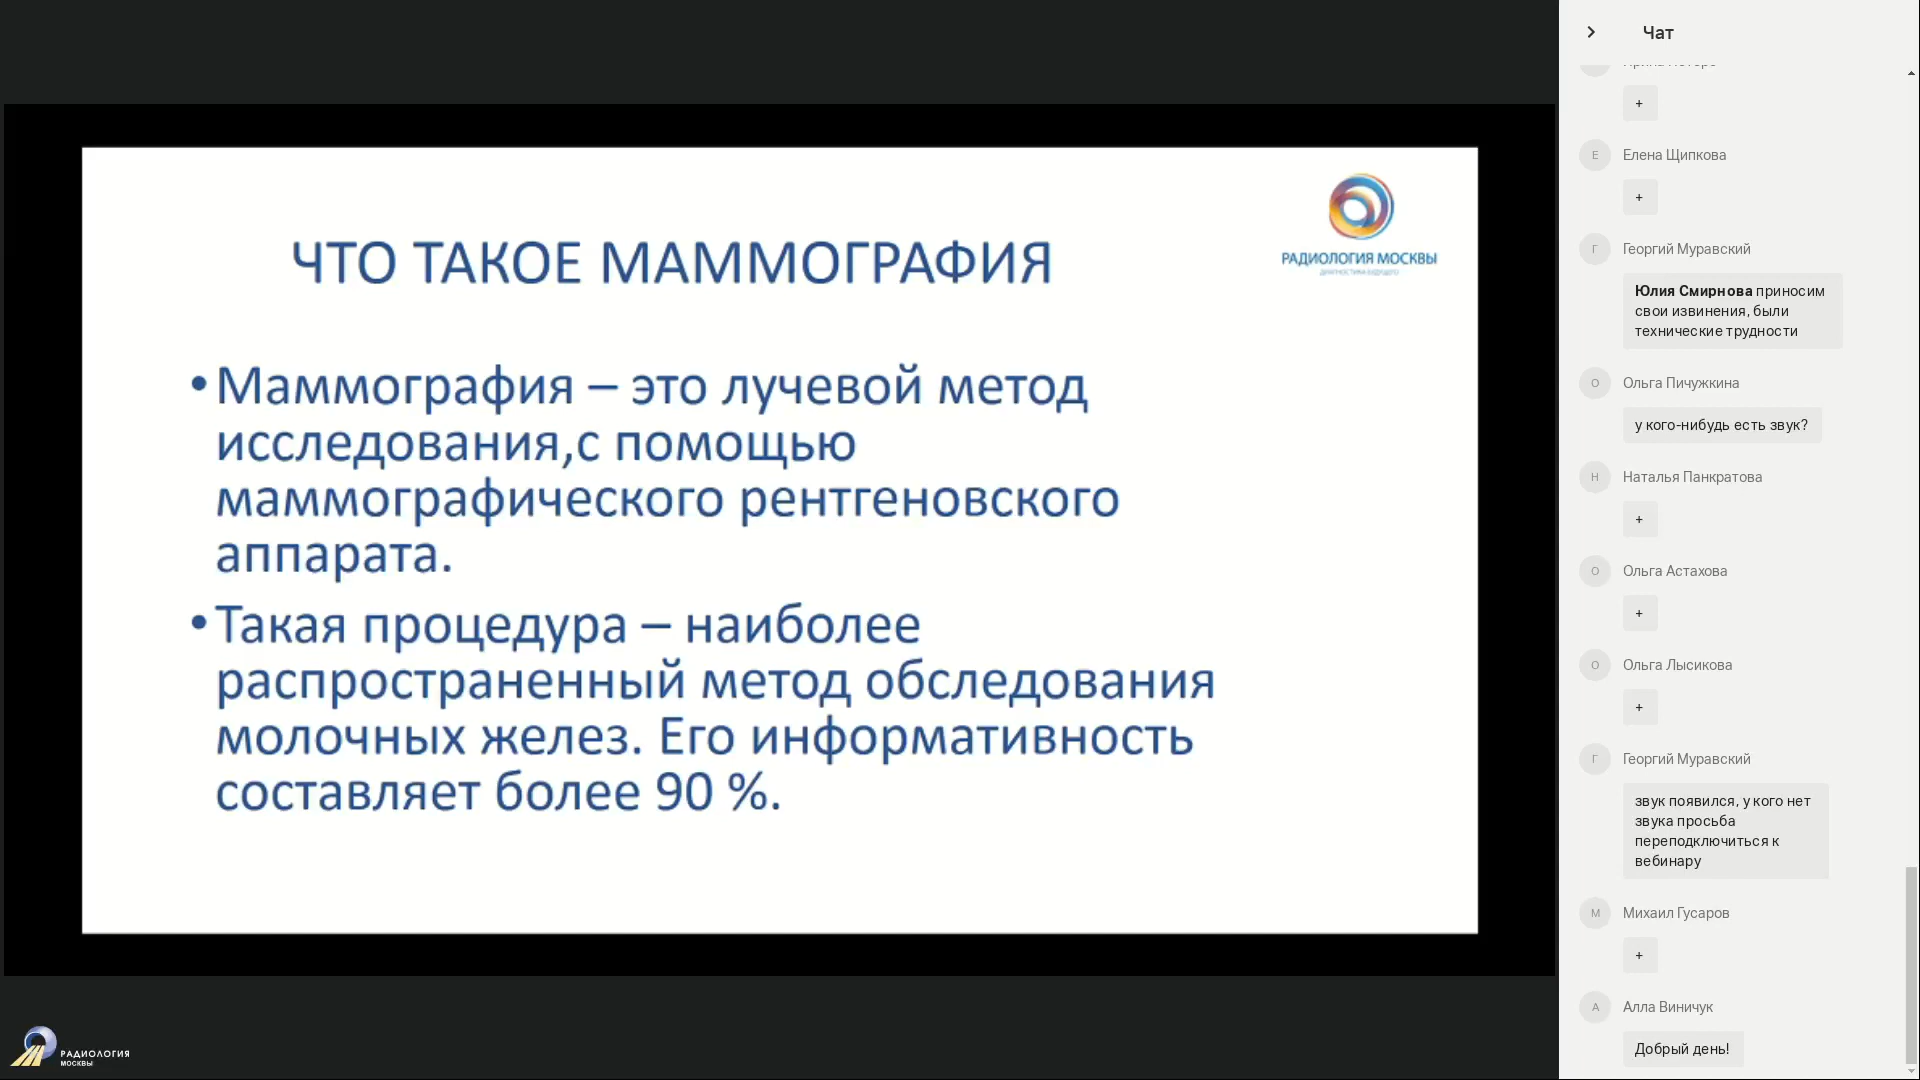 ЧТО ТАКОЕ МАММОГРАФИЯ
РАДИОЛОГИЯ МОСКВЫ
ДИАГНОСТИКА БУДУЩЕГО
•Маммография – это лучевой метод
исследования,с помощью
маммографического рентгеновского
аппарата.
•Такая процедура – наиболее
распространенный метод обследования
молочных желез. Его информативность
составляет более 90 %.
РАДИОЛОГИЯ
МОСКВЫ
Чат
+
Е
Елена Щипкова
+
Г
Георгий Муравский
Юлия Смирнова приносим
свои извинения, были
технические трудности
О
Ольга Пичужкина
у кого-нибудь есть звук?
Н
Наталья Панкратова
+
О
Ольга Астахова
+
О
Ольга Лысикова
+
Г
Георгий Муравский
звук появился, у кого нет
звука просьба
переподключиться к
вебинару
М
Михаил Гусаров
+
А
Алла Виничук
Добрый день!